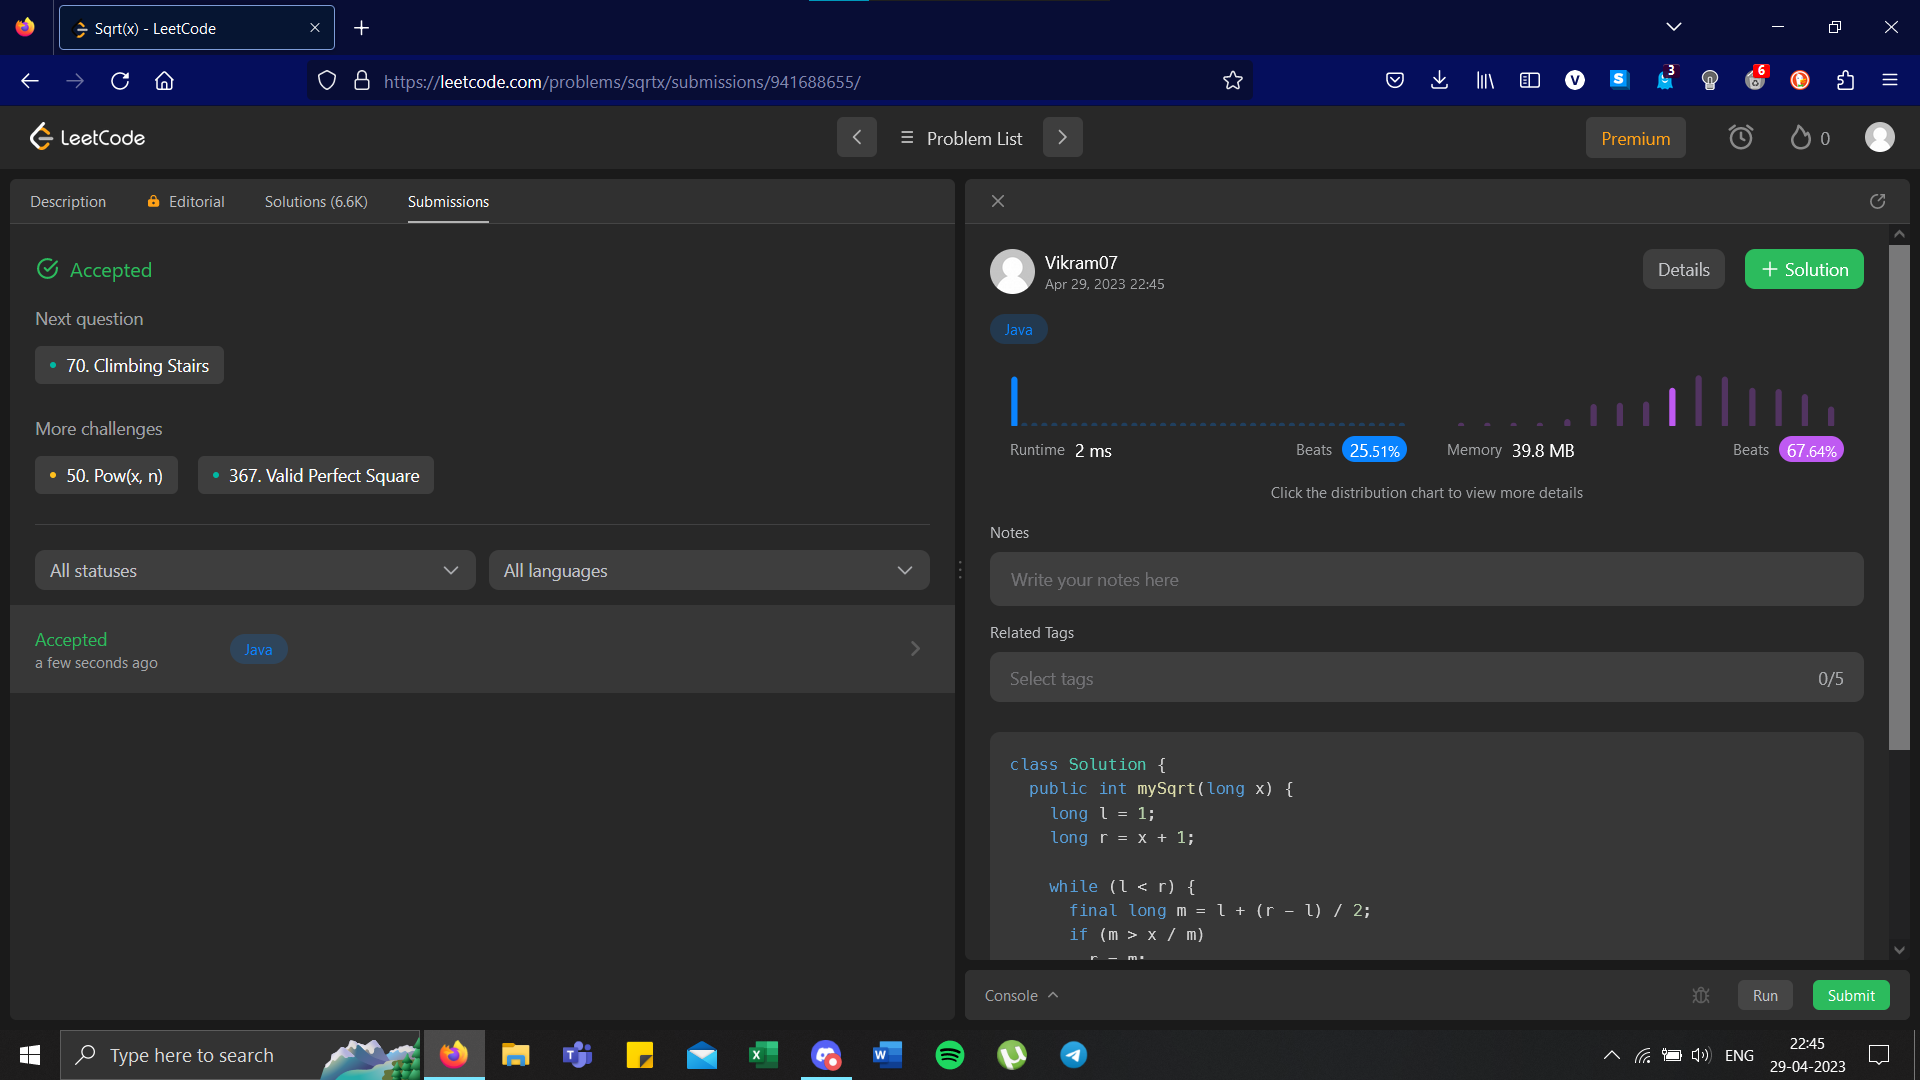 Sqrt(x) - LeetCode
https://leetcode.com/problems/sqrtx/submissions/941688655/
V
S
3
6
LeetCode
Problem List
Premium
0
Description
Editorial
Solutions (6.6K)
Submissions
Accepted
Next question
70. Climbing Stairs
More challenges
50. Pow(x, n)
367. Valid Perfect Square
All statuses
All languages
Accepted
a few seconds ago
Java
Vikram07
Apr 29, 2023 22:45
Details
+ Solution
Java
Runtime 2 ms
Beats 25.51%
Memory 39.8 MB
Beats 67.64%
Click the distribution chart to view more details
Notes
Write your notes here
Related Tags
Select tags
0/5
class Solution {
public int mySqrt(long x) {
long l = 1;
long r = x + 1;
while (l < r) {
final long m = l + (r - l) / 2;
if (m > x / m)
r = m;
Console
Run
Submit
Type here to search
ENG
22:45
29-04-2023